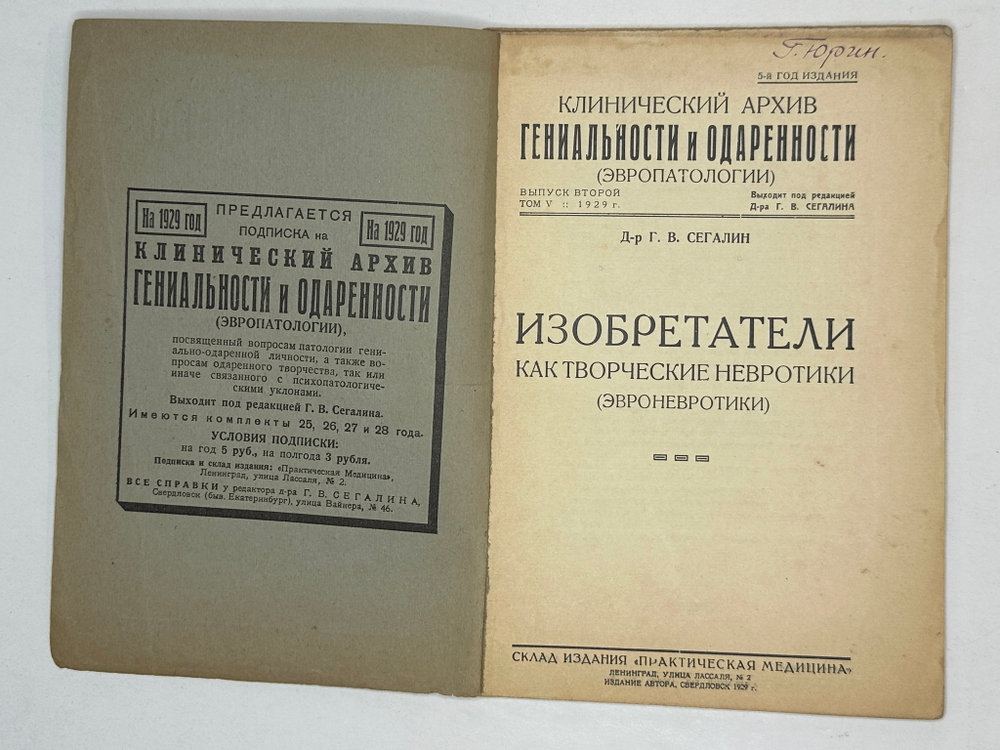 На 1929 год
ПРЕДЛАГАЕТСЯ
ПОДПИСКА на
На 1929 год
КЛИНИЧЕСКИЙ АРХИВ
ГЕНИАЛЬНОСТИ и ОДАРЕННОСТИ
(ЭВРОПАТОЛОГИИ),
посвященный вопросам патологии гени-
ально-одаренной личности, а также во-
просам одаренного творчества, так или
иначе связанного с психопатологиче-
скими уклонами.
Выходит под редакцией Г. В. Сегалина.
Имеются комплекты 25, 26, 27 и 28 года.
УСЛОВИЯ ПОДПИСКИ:
на год 5 руб., на полгода 3 рубля.
Подписка и склад издания: «Практическая Медицина»,
Ленинград, улица Лассаля, № 2.
ВСЕ СПРАВКИ у редактора д-ра Г. В. СЕГАЛИНА,
Свердловск (быв. Екатеринбург), улица Вайнера, № 46.
Г. Юрин.
5-й ГОД ИЗДАНИЯ
КЛИНИЧЕСКИЙ АРХИВ
ГЕНИАЛЬНОСТИ и ОДАРЕННОСТИ
(ЭВРОПАТОЛОГИИ)
ВЫПУСК ВТОРОЙ
ТОМ V :: 1929 г.
Выходит под редакцией
Д-ра Г. В. СЕГАЛИНА
Д-р Г. В. СЕГАЛИН
ИЗОБРЕТАТЕЛИ
КАК ТВОРЧЕСКИЕ НЕВРОТИКИ
(ЭВРОНЕВРОТИКИ)
СКЛАД ИЗДАНИЯ «ПРАКТИЧЕСКАЯ МЕДИЦИНА»
ЛЕНИНГРАД, УЛИЦА ЛАССАЛЯ, № 2
ИЗДАНИЕ АВТОРА, СВЕРДЛОВСК 1929 г.